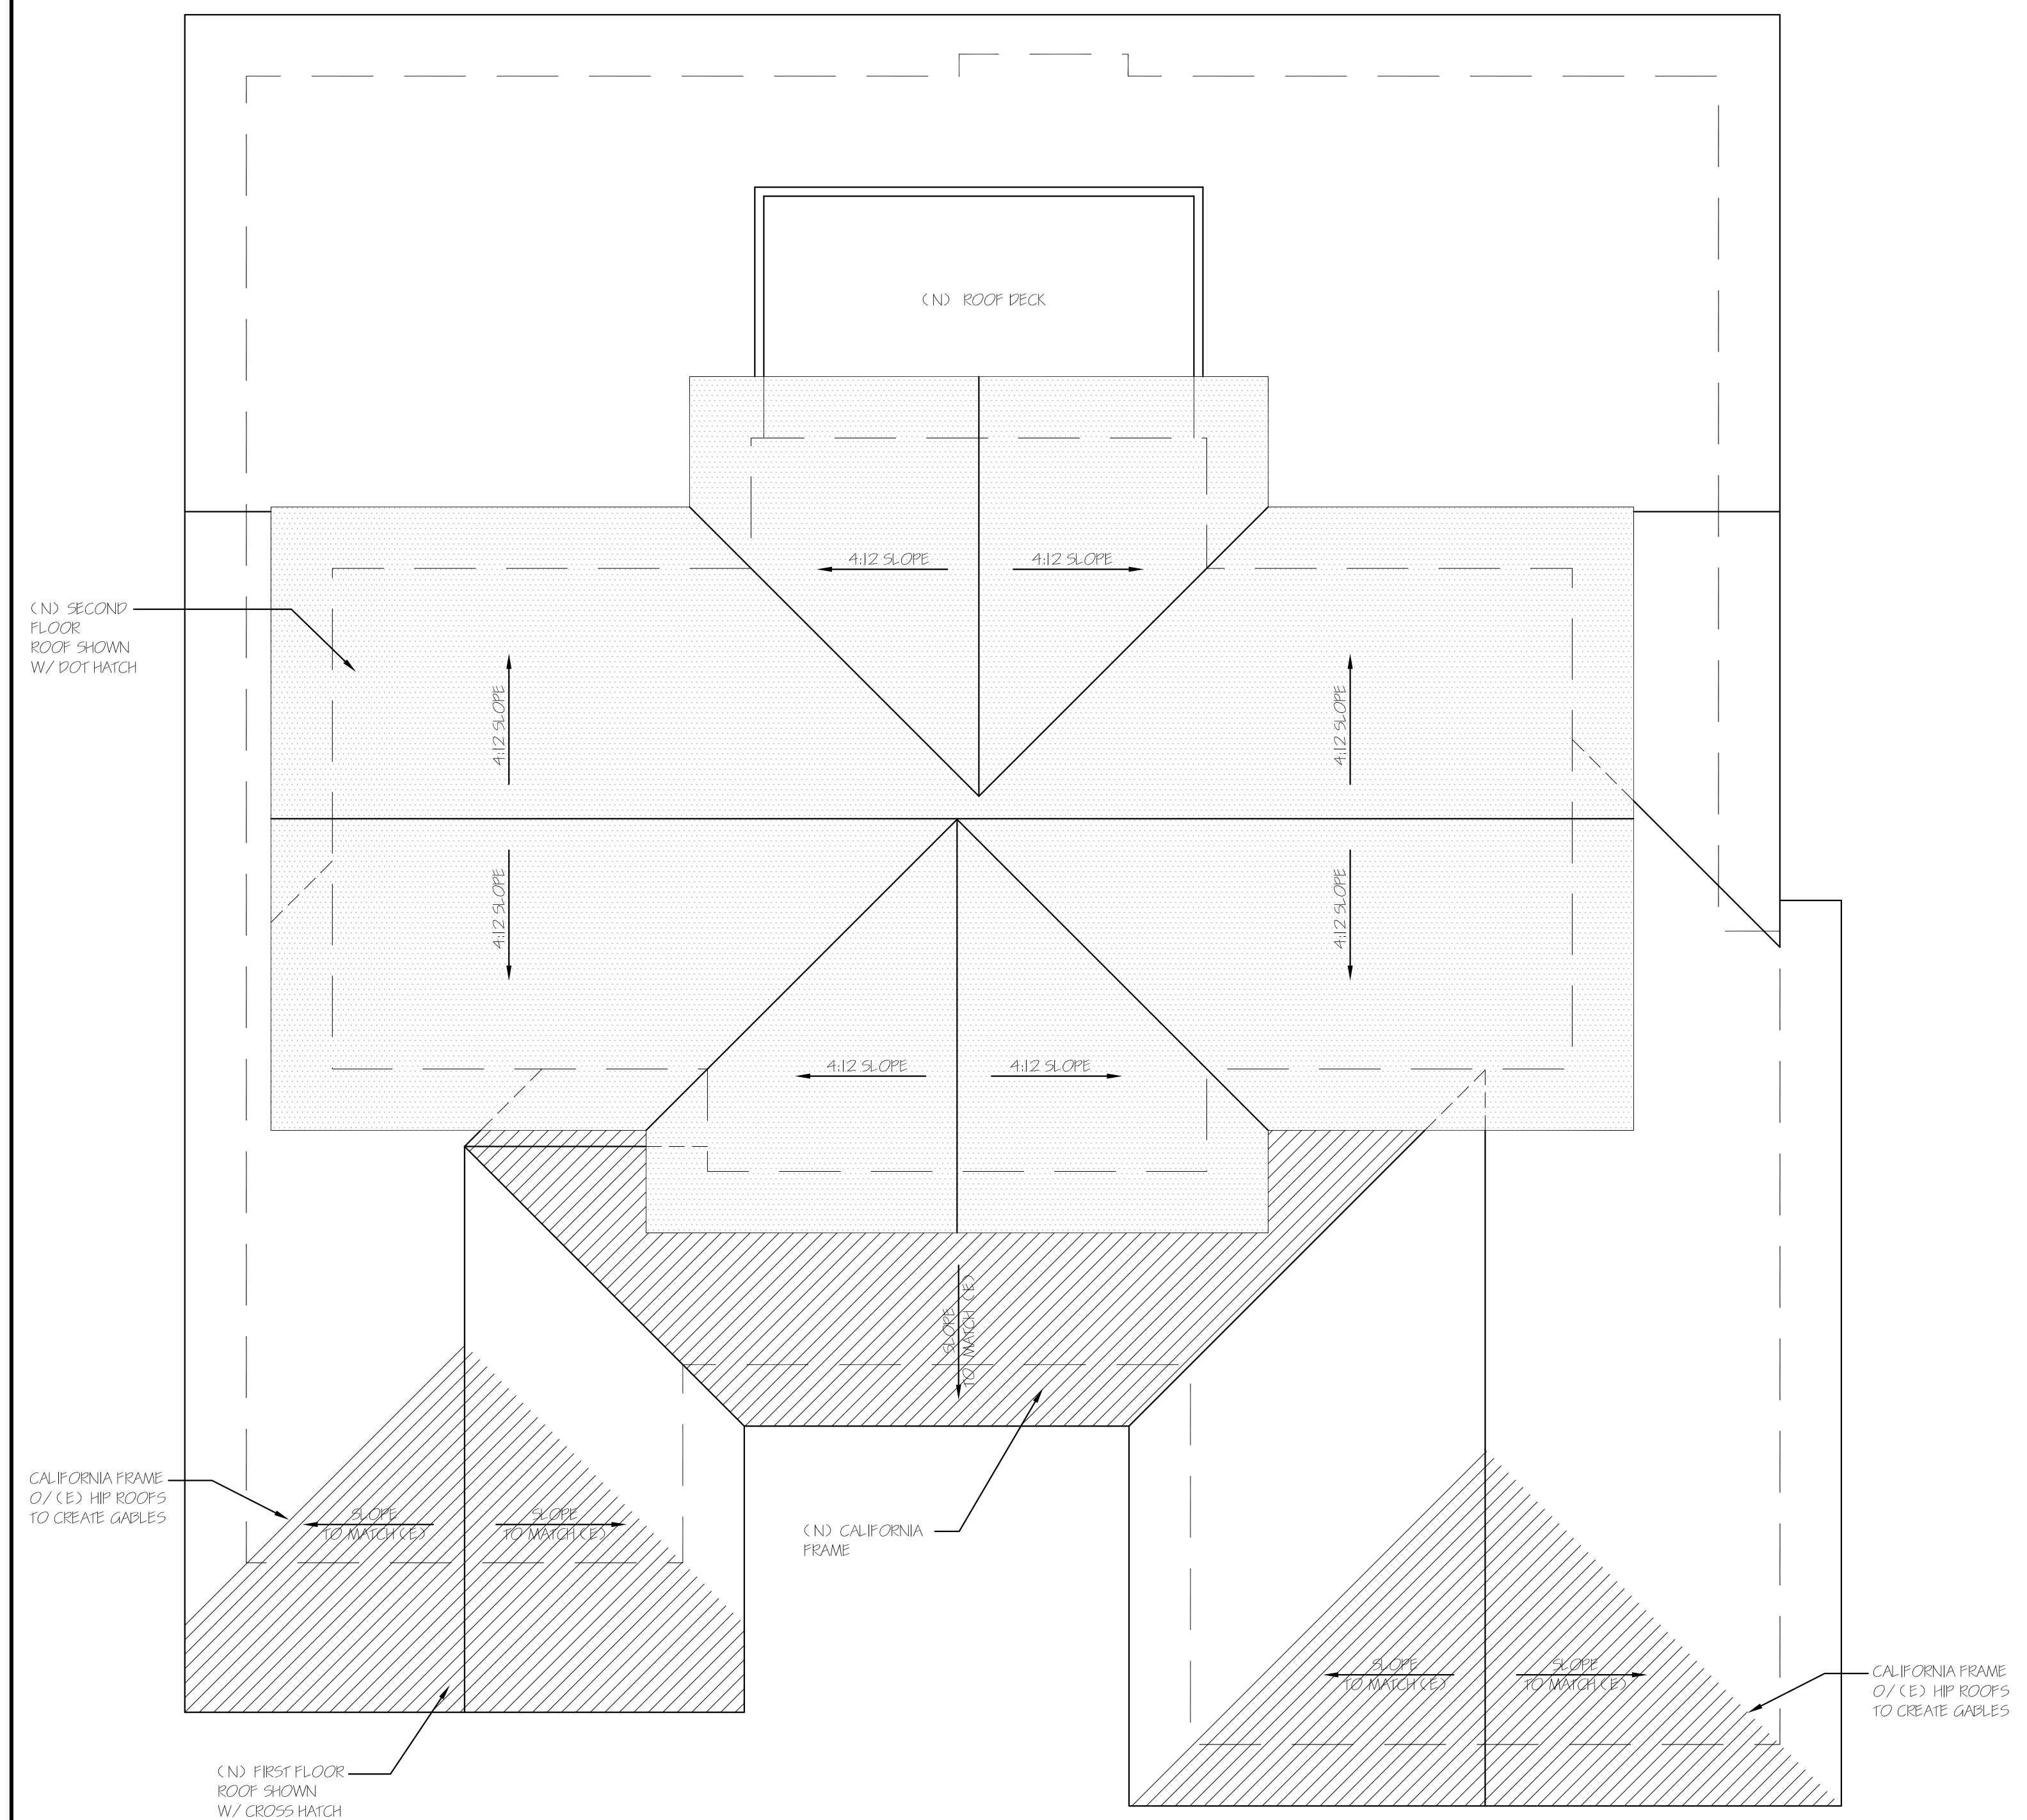 (N) ROOF DECK
4:12 SLOPE
4:12 SLOPE
(N) SECOND
FLOOR
ROOF SHOWN
W/ DOT HATCH
4:12 SLOPE
4:12 SLOPE
4:12 SLOPE
4:12 SLOPE
4:12 SLOPE
4:12 SLOPE
SLOPE
TO MATCH (E)
CALIFORNIA FRAME
O/ (E) HIP ROOFS
TO CREATE GABLES
SLOPE
TO MATCH (E)
SLOPE
TO MATCH (E)
(N) CALIFORNIA
FRAME
SLOPE
TO MATCH (E)
SLOPE
TO MATCH (E)
CALIFORNIA FRAME
O/ (E) HIP ROOFS
TO CREATE GABLES
(N) FIRST FLOOR
ROOF SHOWN
W/ CROSS HATCH